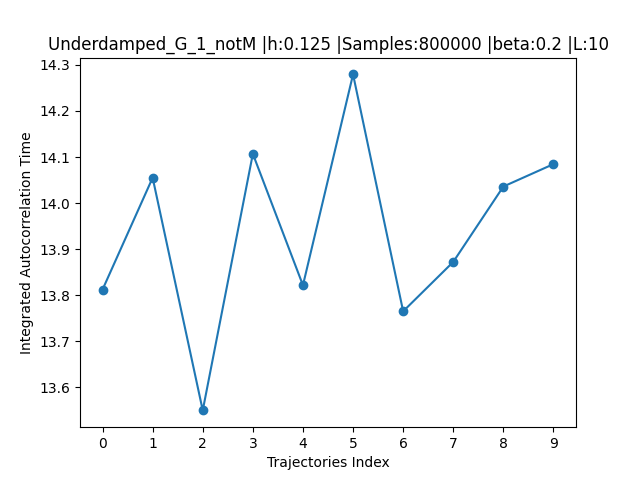 Underdamped_G_1_notM |h:0.125 |Samples:800000 |beta:0.2 |L:10
14.3
14.2
14.1
14.0
13.9
13.8
13.7
13.6
Integrated Autocorrelation Time
0 1 2 3 4 5 6 7 8 9
Trajectories Index